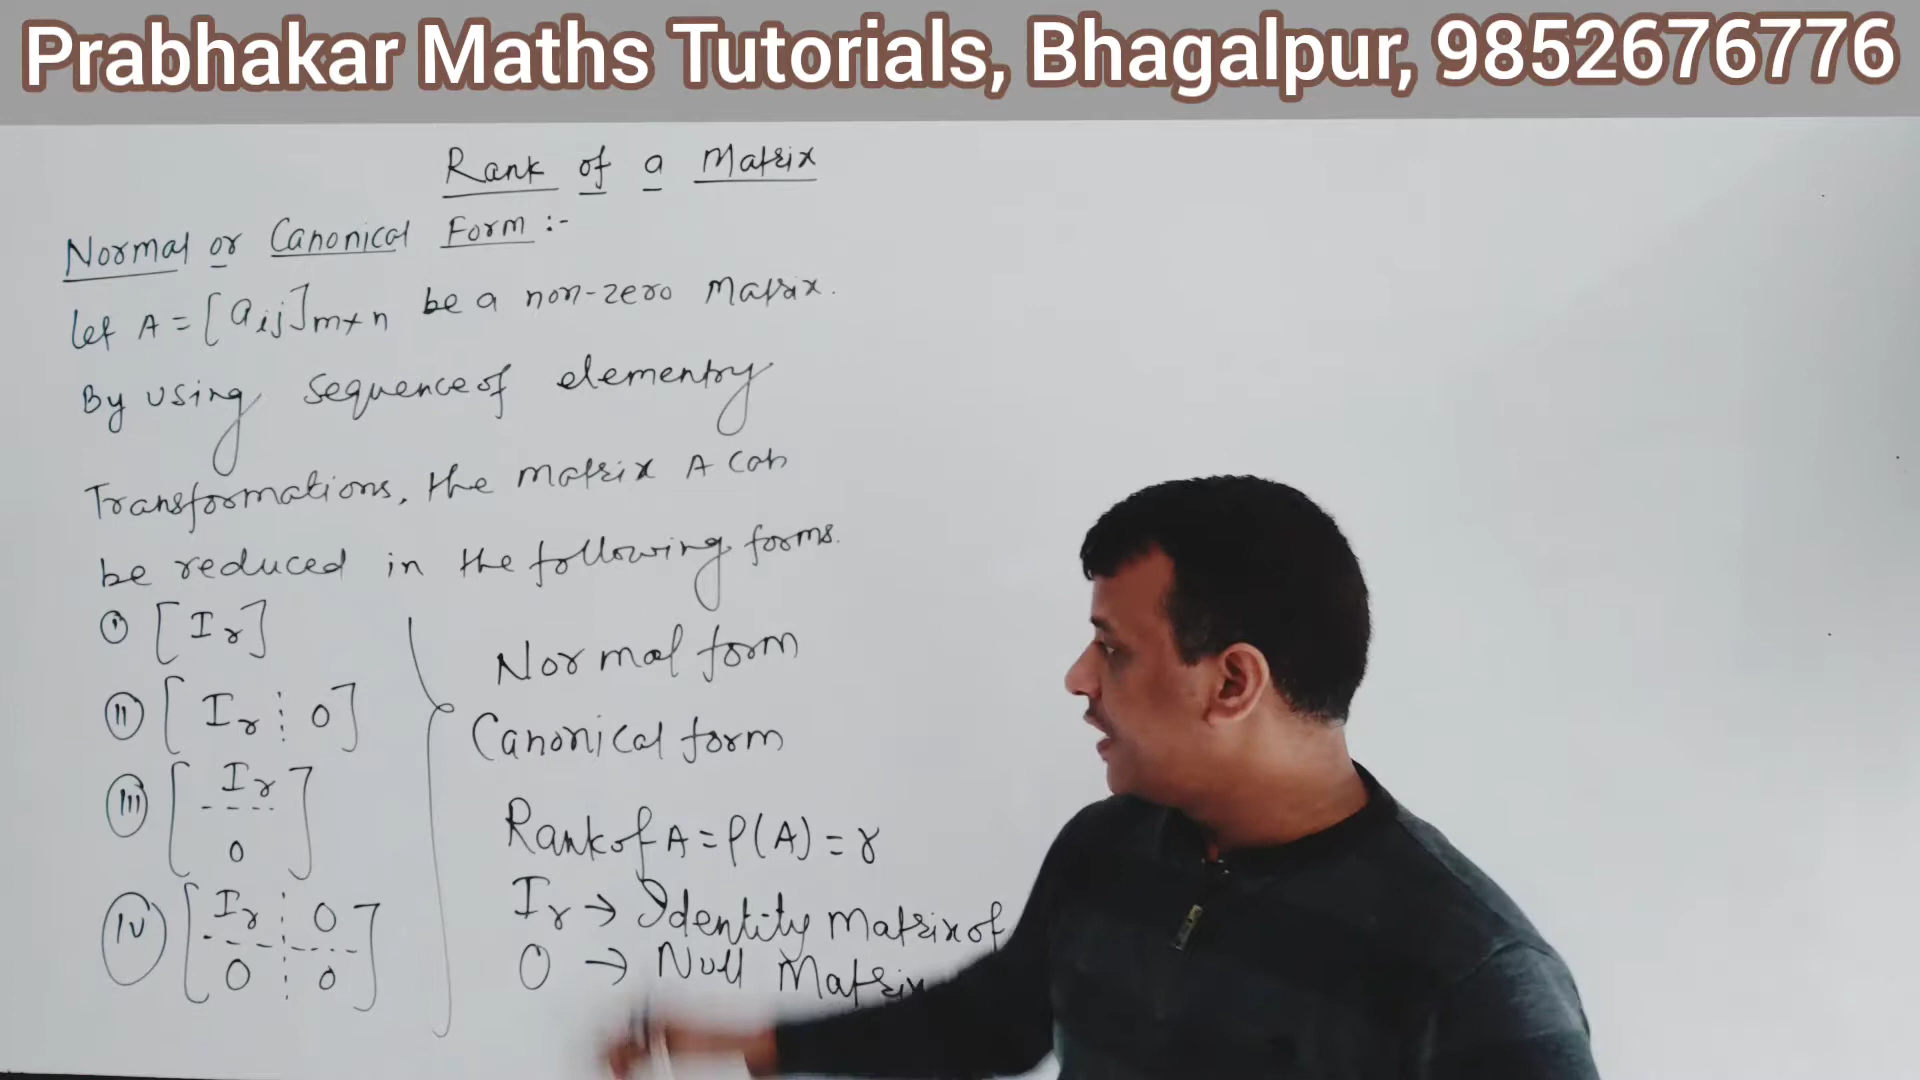 Prabhakar Maths Tutorials, Bhagalpur, 9852676776
Rank of a Matrix
Normal or Canonical Form :-
Let A = [aij]m×n be a non-zero Matrix.
By using sequence of elementry
Transformations, the matrix A can
be reduced in the following forms.
(i) [Ir]
(ii) [Ir ⋮ 0]
(iii) [Ir
- - - -
0]
(iv) [Ir ⋮ 0
- - - - - -
0 ⋮ 0]
Normal form
Canonical form
Rank of A = ρ(A) = r
Ir → Identity Matrix of
O → Null Matrix